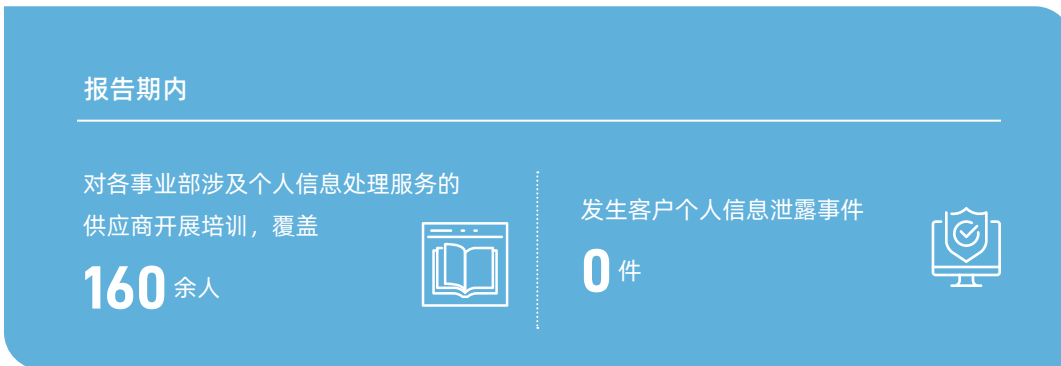 报告期内
对各事业部涉及个人信息处理服务的
供应商开展培训，覆盖
160 余人
发生客户个人信息泄露事件
0 件